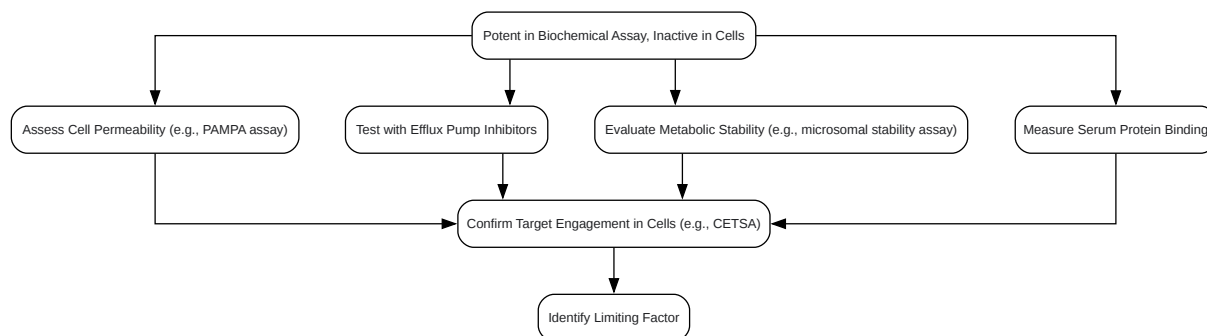 Potent in Biochemical Assay, Inactive in Cells
Assess Cell Permeability (e.g., PAMPA assay)
Test with Efflux Pump Inhibitors
Evaluate Metabolic Stability (e.g., microsomal stability assay)
Measure Serum Protein Binding
Confirm Target Engagement in Cells (e.g., CETSA)
Identify Limiting Factor